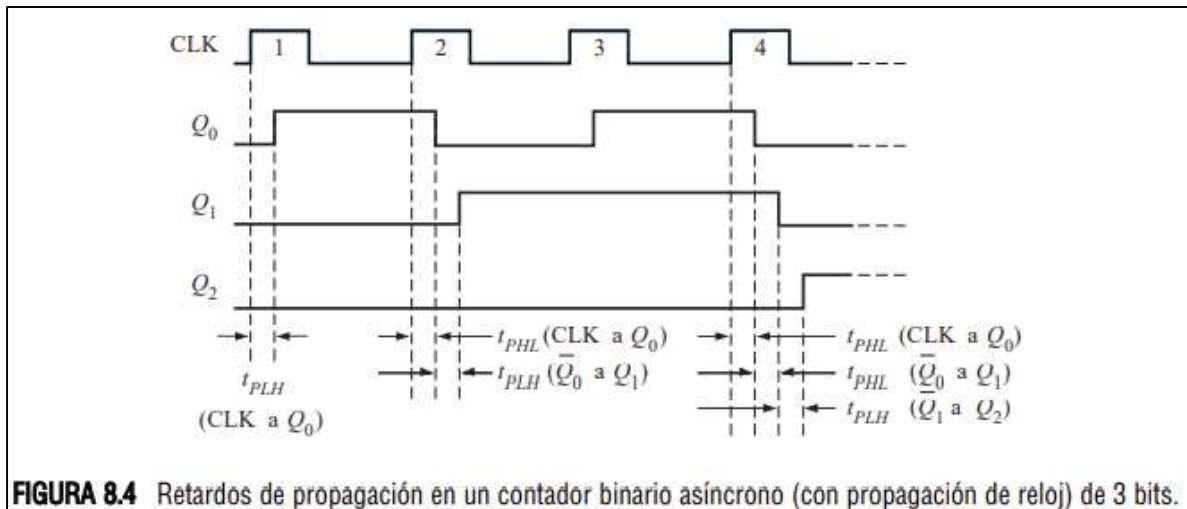 CLK 1 2 3 4
Q0
Q1
Q2
tPHL (CLK a Q0) tPHL (CLK a Q0)
tPLH tPLH (Q̅0 a Q1) tPHL (Q̅0 a Q1)
(CLK a Q0) tPLH (Q̅1 a Q2)
FIGURA 8.4 Retardos de propagación en un contador binario asíncrono (con propagación de reloj) de 3 bits.